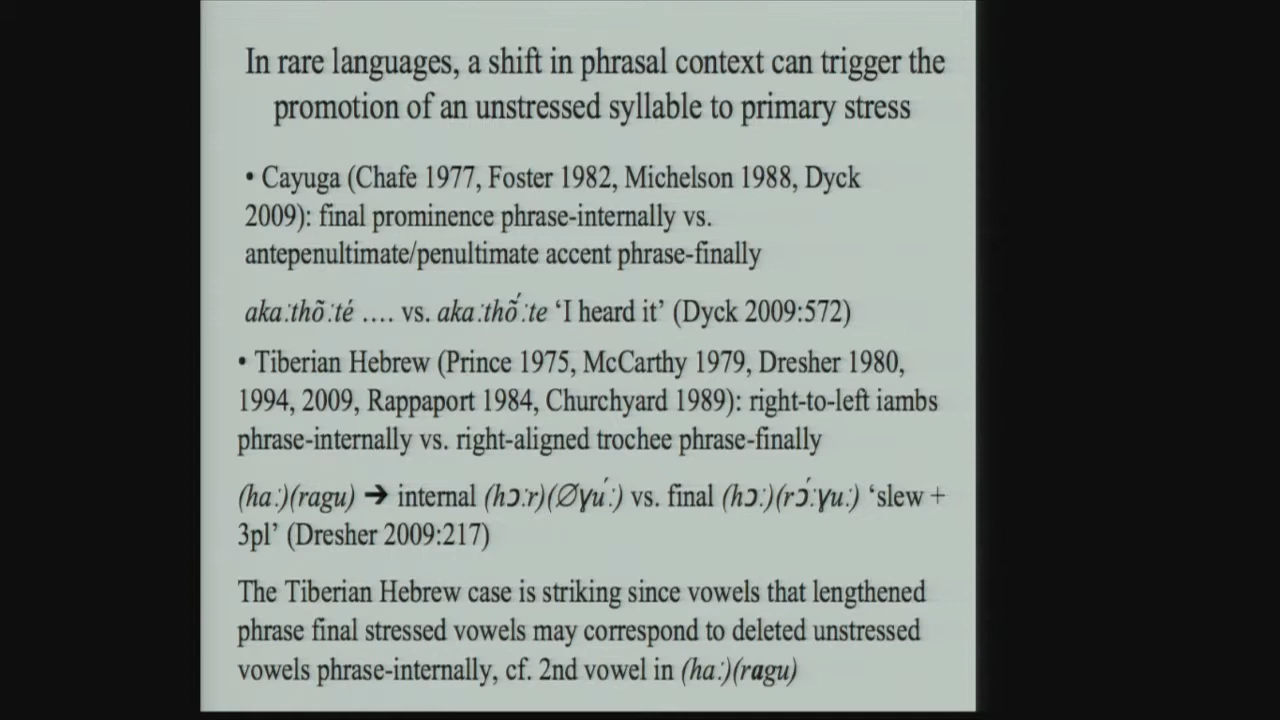 In rare languages, a shift in phrasal context can trigger the
promotion of an unstressed syllable to primary stress
• Cayuga (Chafe 1977, Foster 1982, Michelson 1988, Dyck
2009): final prominence phrase-internally vs.
antepenultimate/penultimate accent phrase-finally
akaːthõːté …. vs. akaːthṍːte ‘I heard it’ (Dyck 2009:572)
• Tiberian Hebrew (Prince 1975, McCarthy 1979, Dresher 1980,
1994, 2009, Rappaport 1984, Churchyard 1989): right-to-left iambs
phrase-internally vs. right-aligned trochee phrase-finally
(haː)(ragu) ➔ internal (hɔːr)(Øɣúː) vs. final (hɔː)(rɔ́ːɣuː) ‘slew +
3pl’ (Dresher 2009:217)
The Tiberian Hebrew case is striking since vowels that lengthened
phrase final stressed vowels may correspond to deleted unstressed
vowels phrase-internally, cf. 2nd vowel in (haː)(ragu)